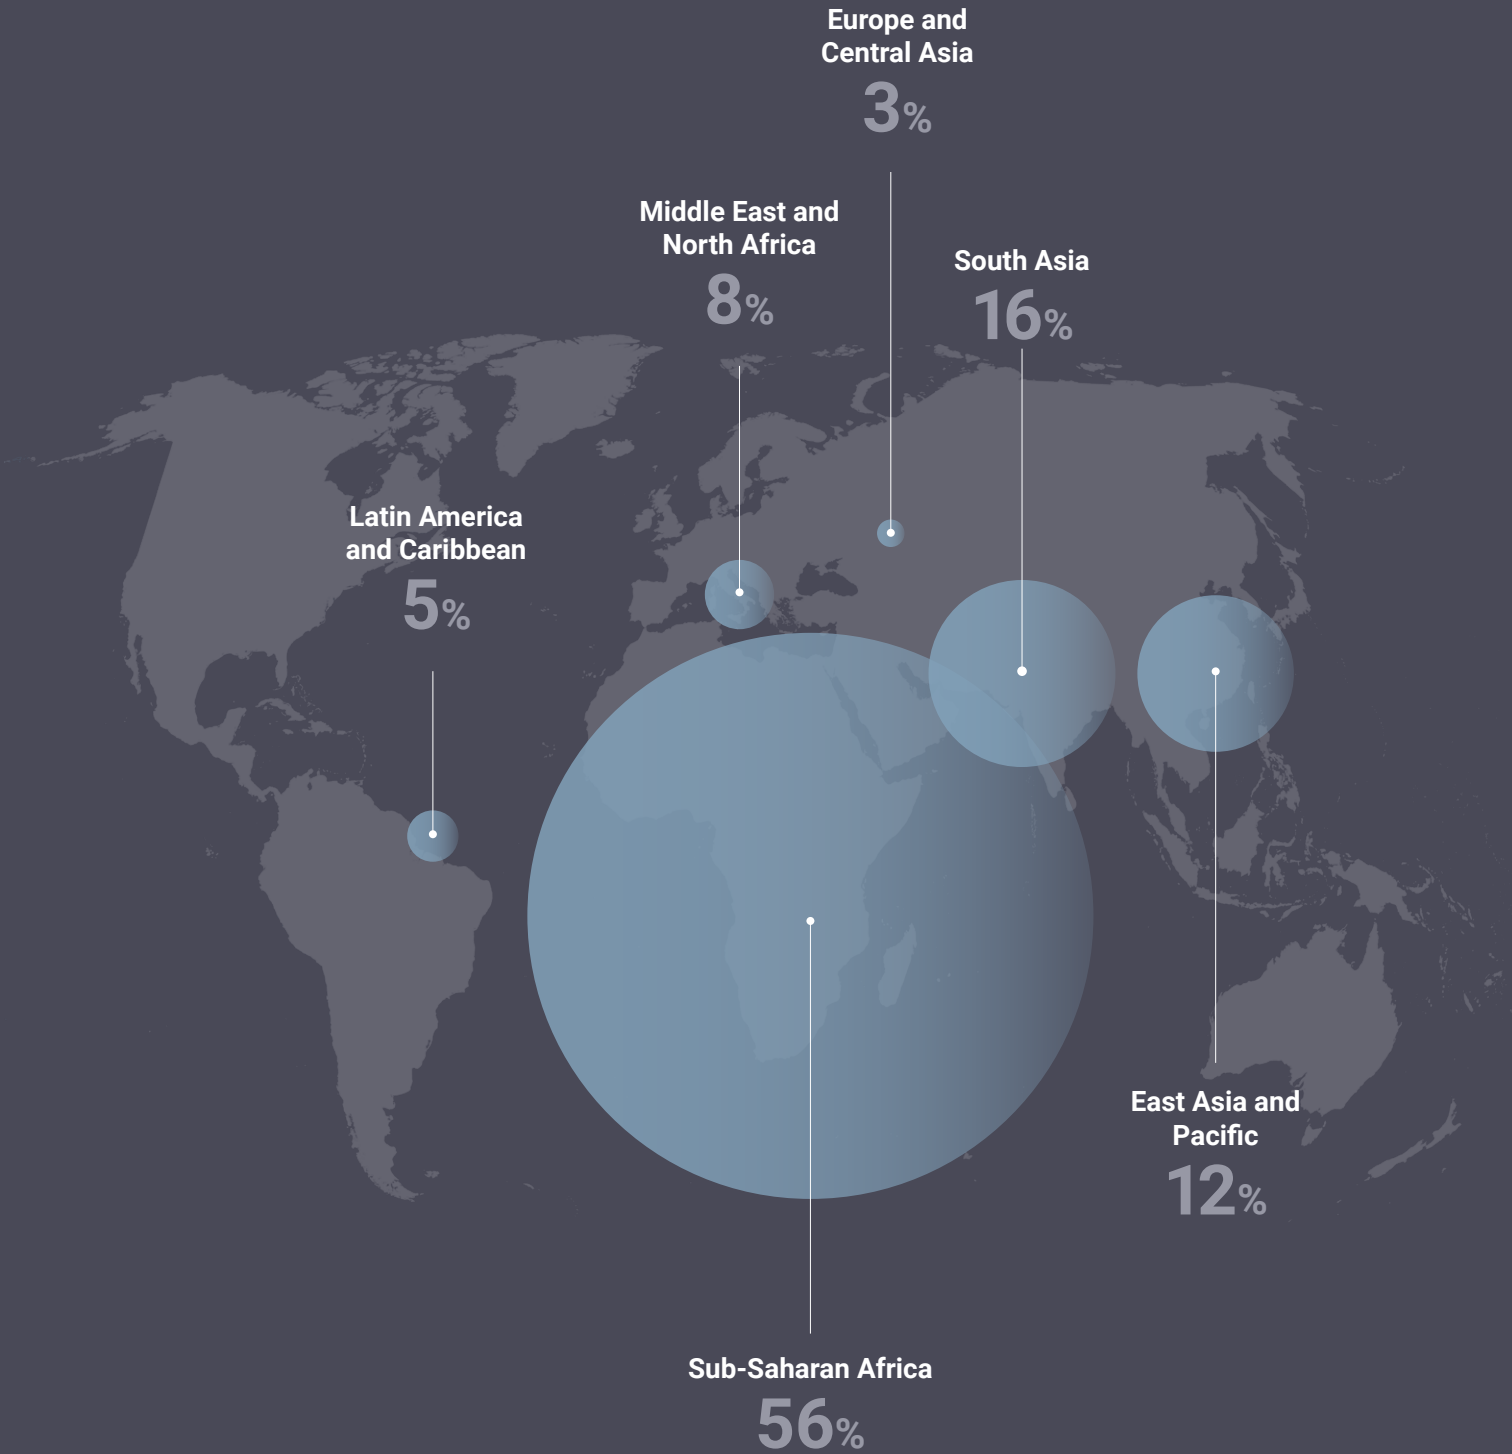 Europe and
Central Asia
3%
Middle East and
North Africa
8%
South Asia
16%
Latin America
and Caribbean
5%
East Asia and
Pacific
12%
Sub-Saharan Africa
56%